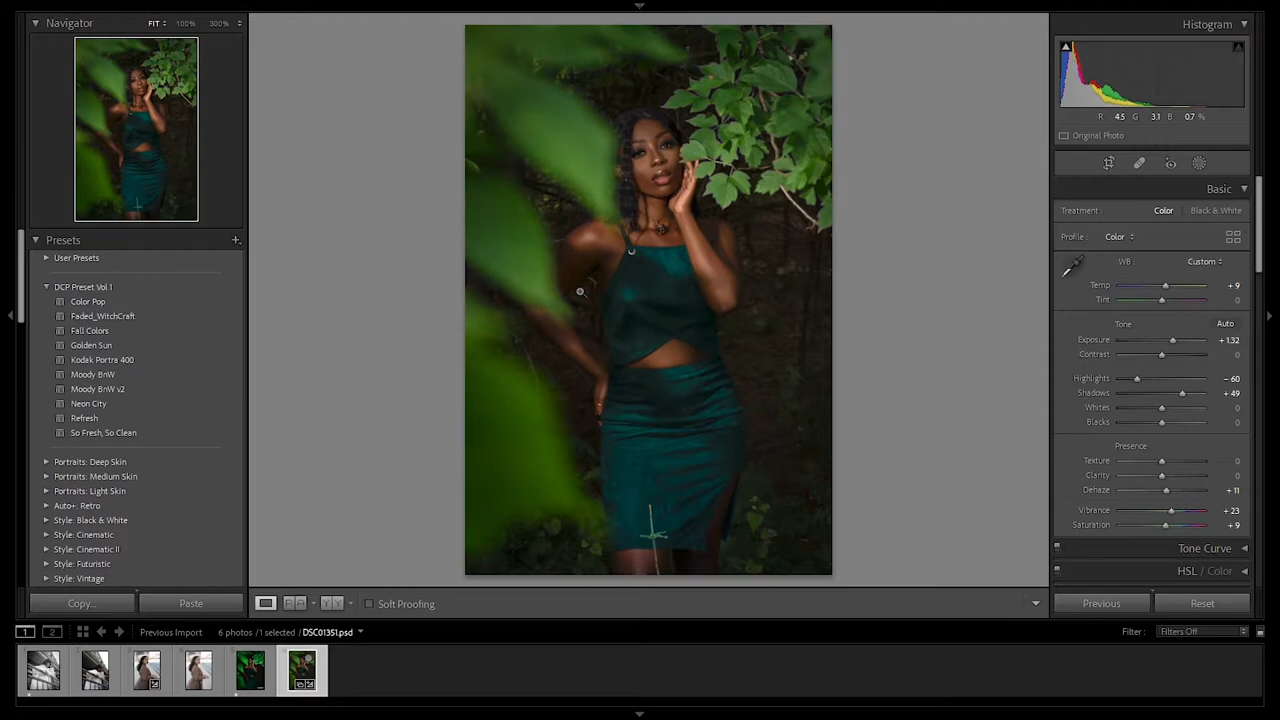 Navigator
FIT
100%
300%
Presets
User Presets
DCP Preset Vol 1
Color Pop
Faded_WitchCraft
Fall Colors
Golden Sun
Kodak Portra 400
Moody BnW
Moody BnW v2
Neon City
Refresh
So Fresh, So Clean
Portraits: Deep Skin
Portraits: Medium Skin
Portraits: Light Skin
Auto+: Retro
Style: Black & White
Style: Cinematic
Style: Cinematic II
Style: Futuristic
Style: Vintage
Copy...
Paste
Soft Proofing
Histogram
R 4.5 G 3.1 B 0.7 %
Original Photo
Basic
Treatment : Color Black & White
Profile : Color
WB : Custom
Temp + 9
Tint 0
Tone Auto
Exposure + 1.32
Contrast 0
Highlights − 60
Shadows + 49
Whites 0
Blacks 0
Presence
Texture 0
Clarity 0
Dehaze + 11
Vibrance + 23
Saturation + 9
Tone Curve
HSL / Color
Previous
Reset
1 2 Previous Import 6 photos / 1 selected / DSC01351.psd
Filter : Filters Off